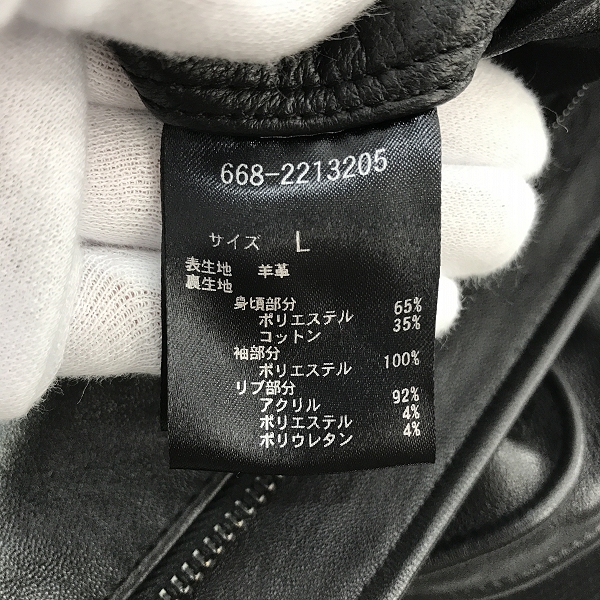 668-2213205
サイズ L
表生地 羊革
裏生地
身頃部分
ポリエステル 65%
コットン 35%
袖部分
ポリエステル 100%
リブ部分
アクリル 92%
ポリエステル 4%
ポリウレタン 4%